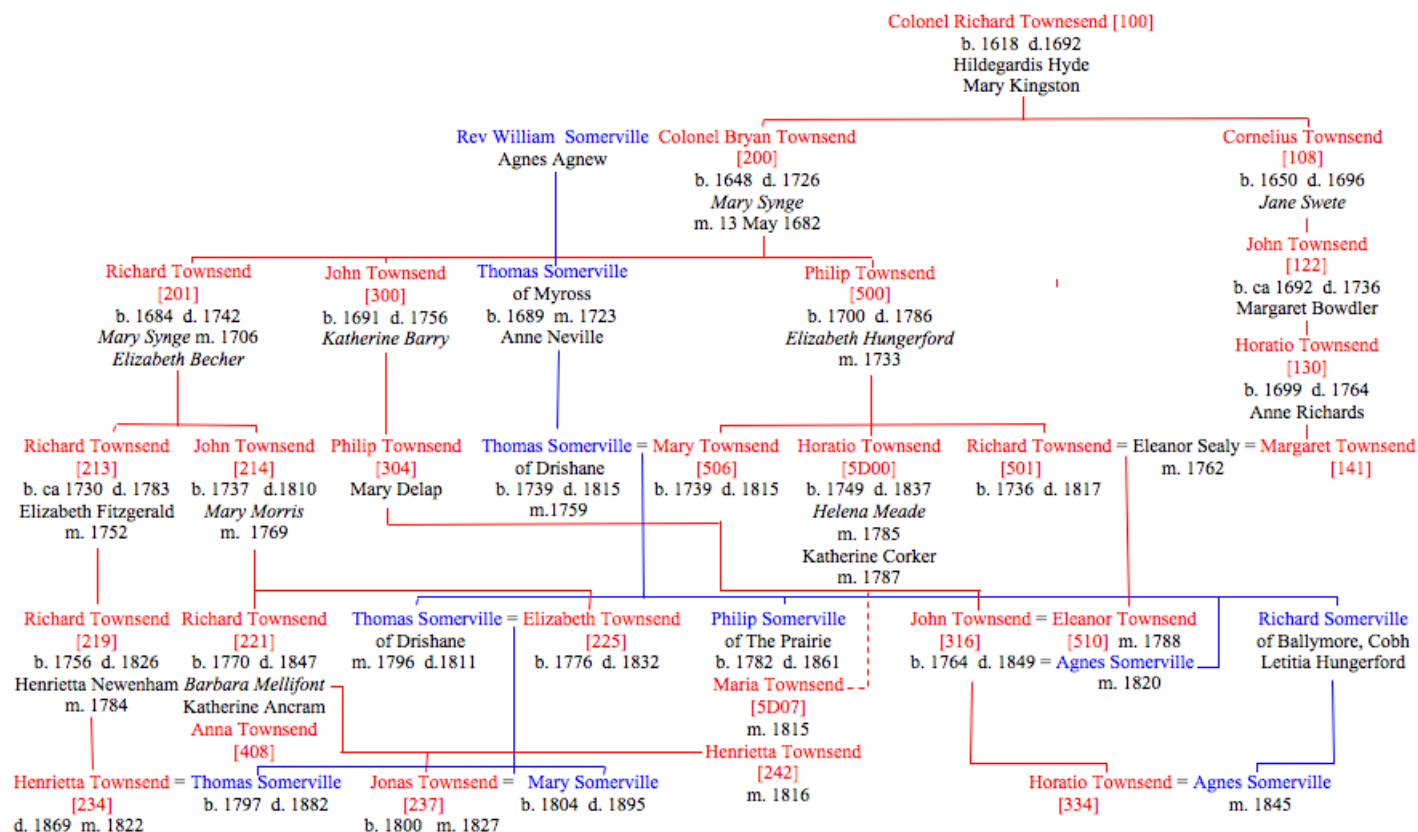 Colonel Richard Townesend [100]
b. 1618 d.1692
Hildegardis Hyde
Mary Kingston
Rev William Somerville
Agnes Agnew
Colonel Bryan Townsend
[200]
b. 1648 d. 1726
Mary Synge
m. 13 May 1682
Cornelius Townsend
[108]
b. 1650 d. 1696
Jane Swete
John Townsend
[122]
b. ca 1692 d. 1736
Margaret Bowdler
Horatio Townsend
[130]
b. 1699 d. 1764
Anne Richards
Richard Townsend
[201]
b. 1684 d. 1742
Mary Synge m. 1706
Elizabeth Becher
John Townsend
[300]
b. 1691 d. 1756
Katherine Barry
Thomas Somerville
of Myross
b. 1689 m. 1723
Anne Neville
Philip Townsend
[500]
b. 1700 d. 1786
Elizabeth Hungerford
m. 1733
Richard Townsend
[213]
b. ca 1730 d. 1783
Elizabeth Fitzgerald
m. 1752
John Townsend
[214]
b. 1737 d.1810
Mary Morris
m. 1769
Philip Townsend
[304]
Mary Delap
Thomas Somerville =
of Drishane
b. 1739 d. 1815
m.1759
Mary Townsend
[506]
b. 1739 d. 1815
Horatio Townsend
[5D00]
b. 1749 d. 1837
Helena Meade
m. 1785
Katherine Corker
m. 1787
Richard Townsend = Eleanor Sealy = Margaret Townsend
[501]
b. 1736 d. 1817
m. 1762
[141]
Richard Townsend
[219]
b. 1756 d. 1826
Henrietta Newenham
m. 1784
Richard Townsend
[221]
b. 1770 d. 1847
Barbara Mellifont
Katherine Ancram
Anna Townsend
[408]
Thomas Somerville =
of Drishane
m. 1796 d.1811
Elizabeth Townsend
[225]
b. 1776 d. 1832
Philip Somerville
of The Prairie
b. 1782 d. 1861
Maria Townsend
[5D07]
m. 1815
Henrietta Townsend
[242]
m. 1816
John Townsend = Eleanor Townsend
[316] [510] m. 1788
b. 1764 d. 1849 = Agnes Somerville
m. 1820
Richard Somerville
of Ballymore, Cobh
Letitia Hungerford
Henrietta Townsend = Thomas Somerville
[234]
d. 1869 m. 1822
b. 1797 d. 1882
Jonas Townsend =
[237]
b. 1800 m. 1827
Mary Somerville
b. 1804 d. 1895
Horatio Townsend = Agnes Somerville
[334]
m. 1845